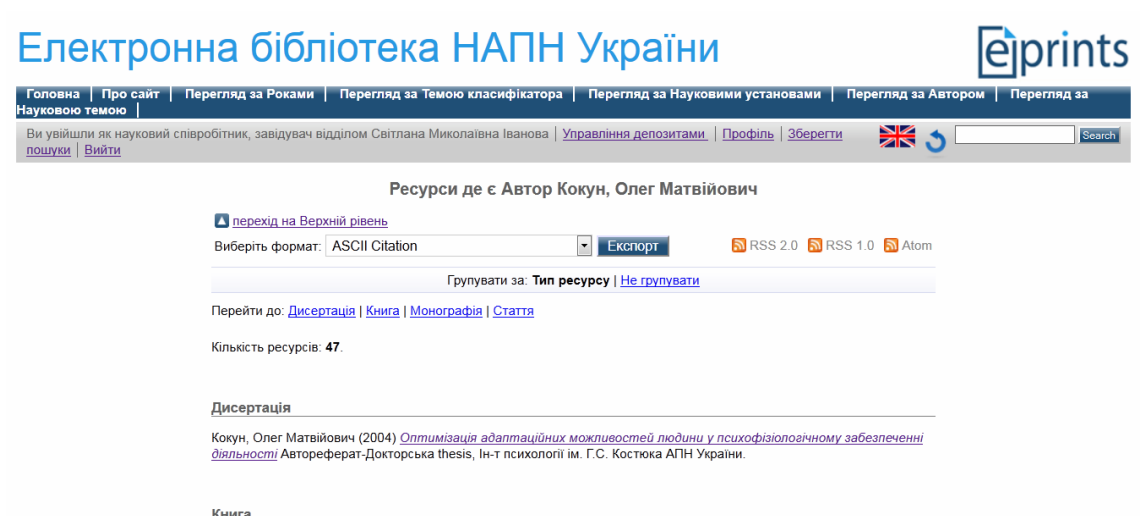 Електронна бібліотека НАПН України
eprints
Головна | Про сайт | Перегляд за Роками | Перегляд за Темою класифікатора | Перегляд за Науковими установами | Перегляд за Автором | Перегляд за
Науковою темою |
Ви увійшли як науковий співробітник, завідувач відділом Світлана Миколаївна Іванова | Управління депозитами | Профіль | Зберегти
пошуки | Вийти
Search
Ресурси де є Автор Кокун, Олег Матвійович
перехід на Верхній рівень
Виберіть формат: ASCII Citation Експорт RSS 2.0 RSS 1.0 Atom
Групувати за: Тип ресурсу | Не групувати
Перейти до: Дисертація | Книга | Монографія | Стаття
Кількість ресурсів: 47.
Дисертація
Кокун, Олег Матвійович (2004) Оптимізація адаптаційних можливостей людини у психофізіологічному забезпеченні
діяльності Автореферат-Докторська thesis, Ін-т психології ім. Г.С. Костюка АПН України.
Книга